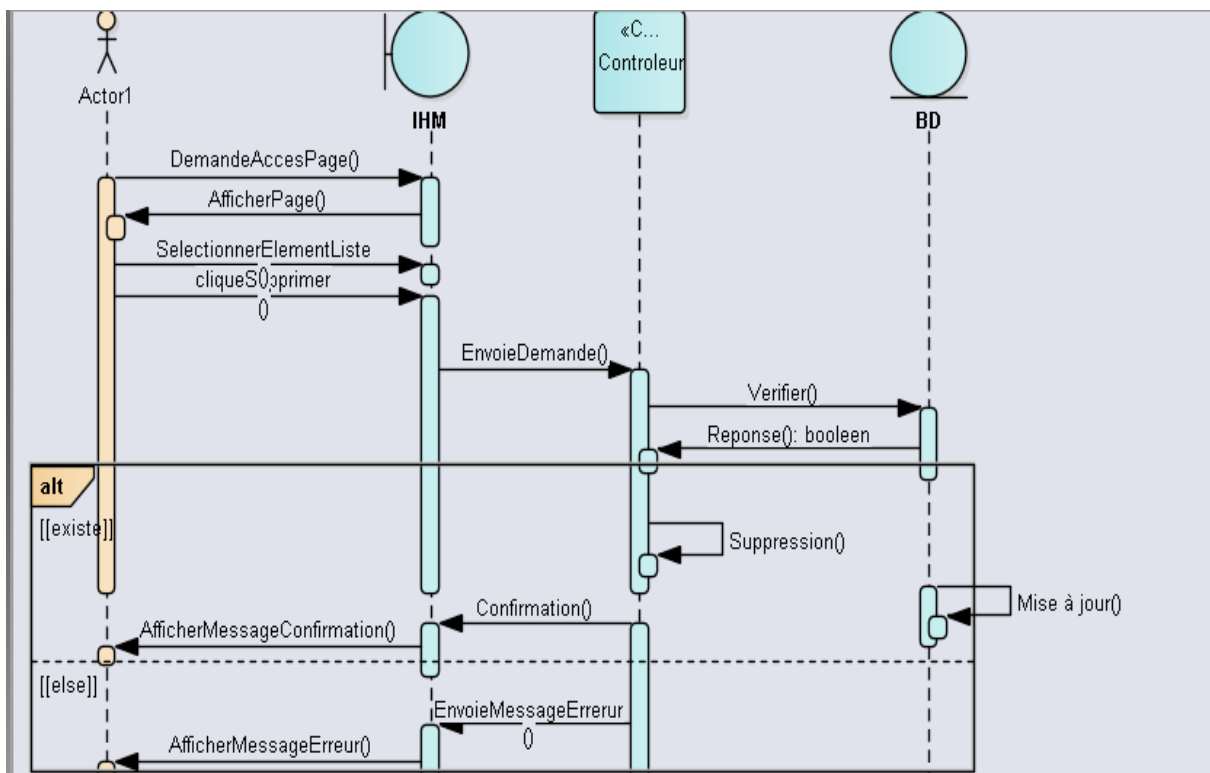 «C...
Controleur
Actor1
IHM
BD
DemandeAccesPage()
AfficherPage()
SelectionnerElementListe
()
cliqueSupprimer
()
EnvoieDemande()
Verifier()
Reponse(): booleen
alt
[[existe]]
Suppression()
Mise à jour()
Confirmation()
AfficherMessageConfirmation()
[[else]]
EnvoieMessageErrerur
()
AfficherMessageErreur()